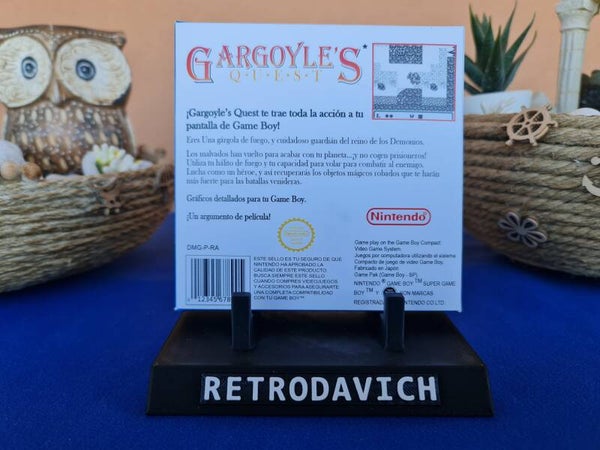 GARGOYLE'S*
Q·U·E·S·T
¡Gargoyle's Quest te trae toda la acción a tu
pantalla de Game Boy!
Eres Una gárgola de fuego, y cuidadoso guardián del reino de los Demonios.
Los malvados han vuelto para acabar con tu planeta...¡y no cogen prisioneros!
Utiliza tu hálito de fuego y tu capacidad para volar para combatir al enemigo.
Lucha como un héroe, y así recuperarás los objetos mágicos robados que te harán
más fuerte para las batallas venideras.
Gráficos detallados para tu Game Boy.
¡Un argumento de película!
Nintendo
DMG-P-RA
ESTE SELLO ES TU SEGURO DE QUE
NINTENDO HA APROBADO LA
CALIDAD DE ESTE PRODUCTO.
BUSCA SIEMPRE ESTE SELLO
CUANDO COMPRES VIDEOJUEGOS
Y ACCESORIOS PARA ASEGURARTE
UNA COMPLETA COMPATIBILIDAD
CON TU GAME BOY™
Game play on the Game Boy Compact
Video Game System.
Juegos por computadora utilizando el sistema
Compacto de juego de video Game Boy.
Fabricado en Japón
Game Pak (Game Boy - SP)
NINTENDO ® GAME BOY ™ SUPER GAME
BOY ™ Y SON MARCAS
REGISTRAD NINTENDO CO LTD.
12345678
RETRODAVICH